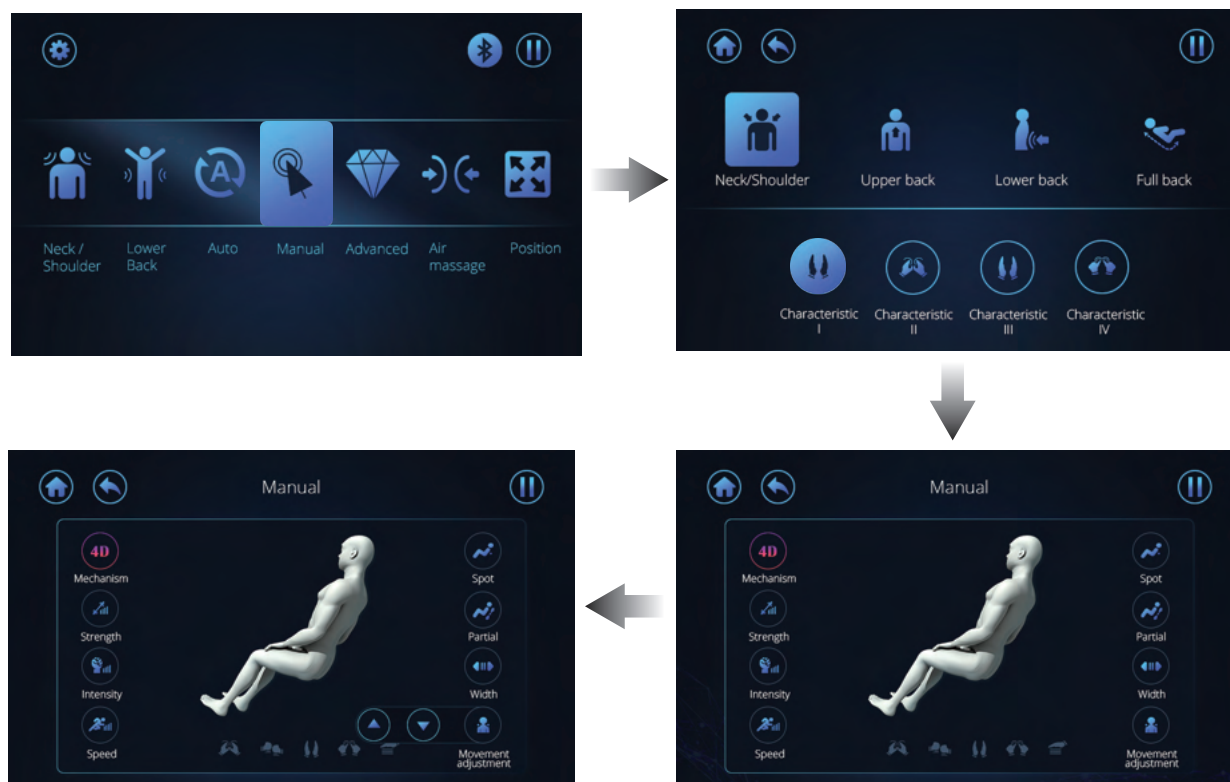 Neck /
Shoulder
Lower
Back
Auto
Manual
Advanced
Air
massage
Position
Neck/Shoulder
Upper back
Lower back
Full back
Characteristic
I
Characteristic
II
Characteristic
III
Characteristic
IV
Manual
4D
Mechanism
Strength
Intensity
Speed
Spot
Partial
Width
Movement
adjustment
Manual
4D
Mechanism
Strength
Intensity
Speed
Spot
Partial
Width
Movement
adjustment